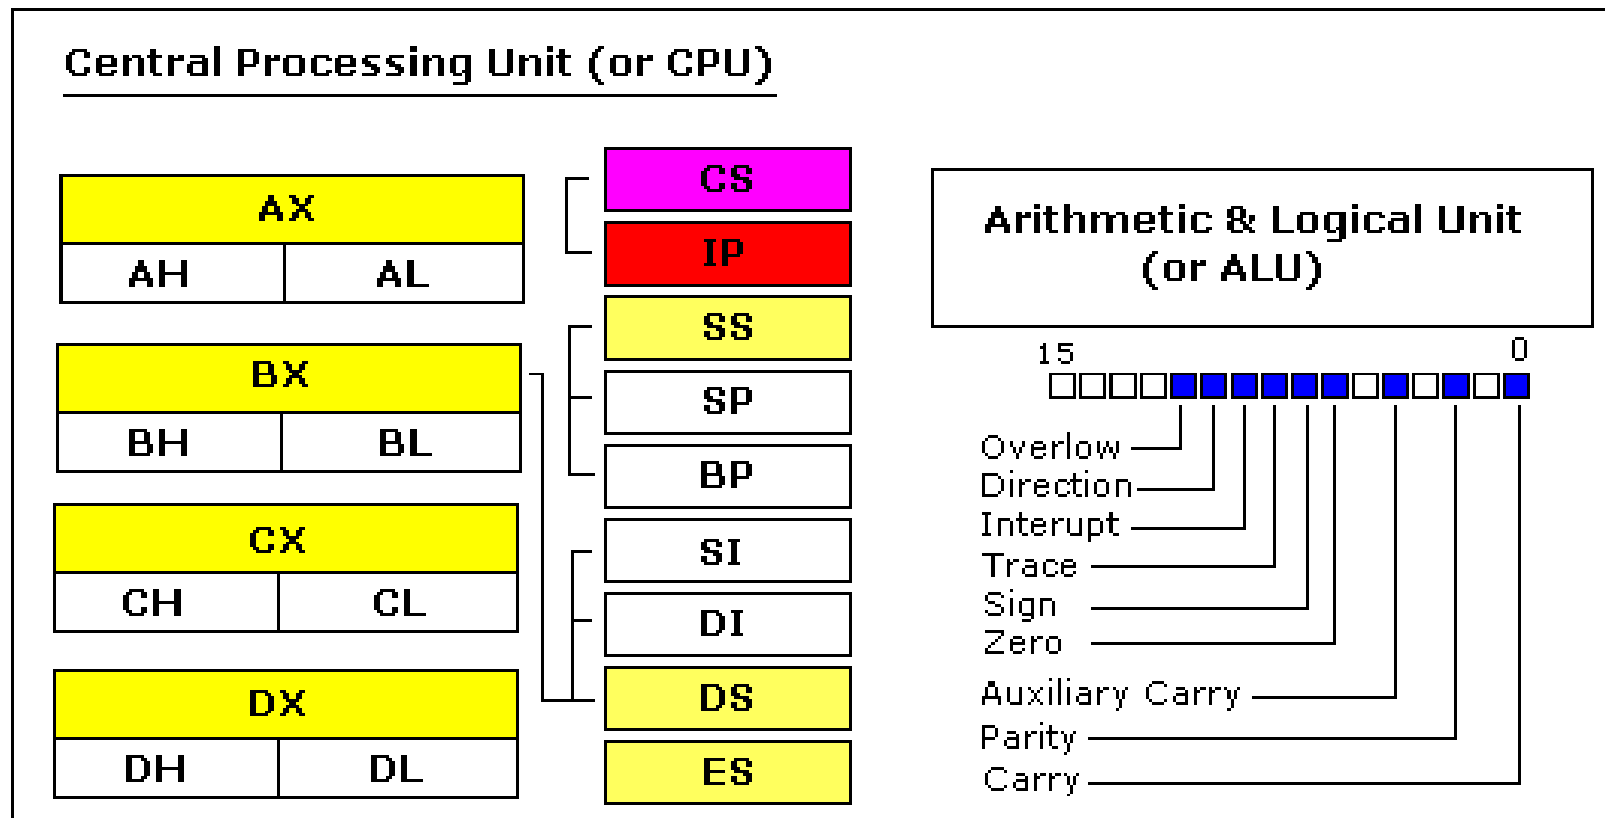 Central Processing Unit (or CPU)
AX
AH AL
BX
BH BL
CX
CH CL
DX
DH DL
CS
IP
SS
SP
BP
SI
DI
DS
ES
Arithmetic & Logical Unit
(or ALU)
15 0
Overlow
Direction
Interupt
Trace
Sign
Zero
Auxiliary Carry
Parity
Carry